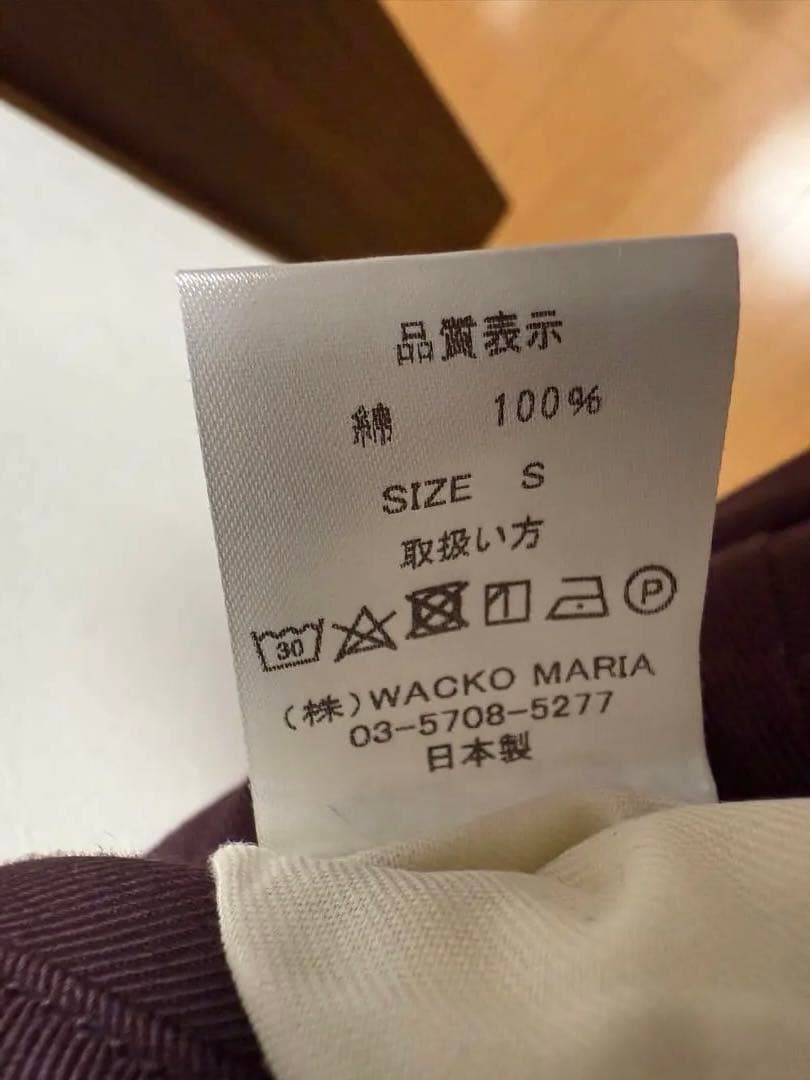 品質表示
綿 100%
SIZE S
取扱い方
30 P
(株)WACKO MARIA
03-5708-5277
日本製